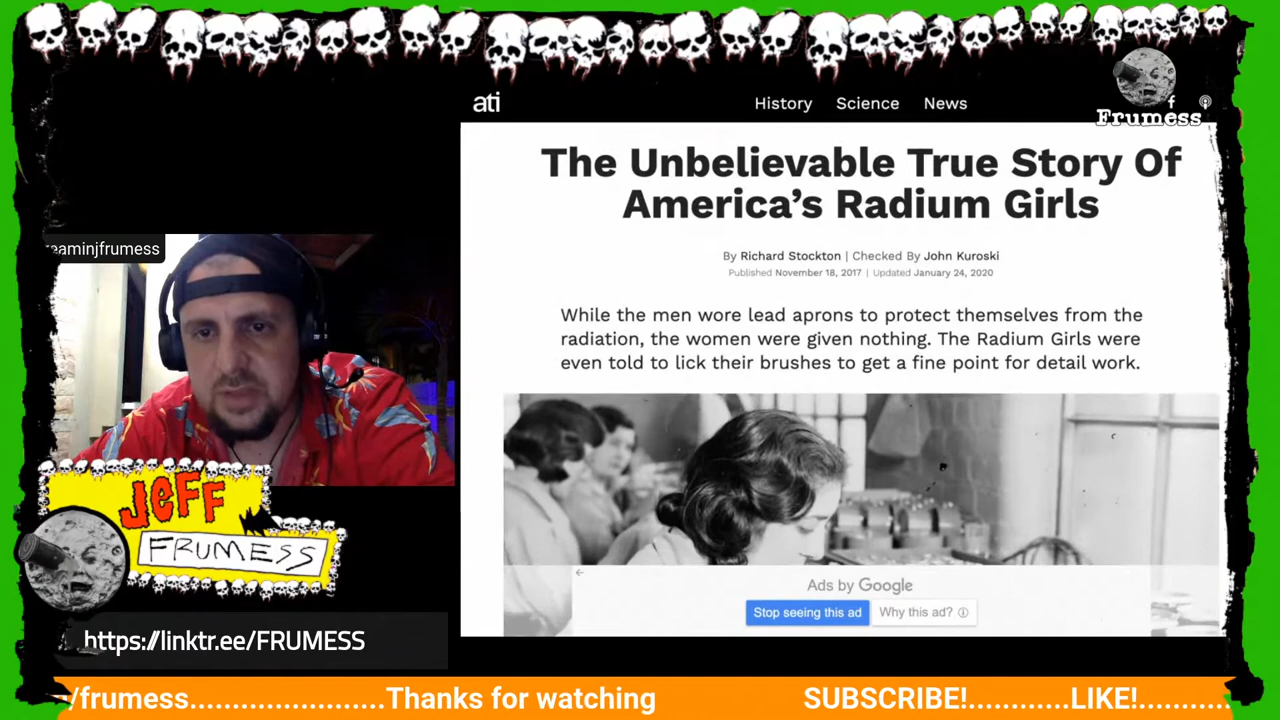 ati
History Science News
Frumess
The Unbelievable True Story Of
America’s Radium Girls
By Richard Stockton | Checked By John Kuroski
Published November 18, 2017 | Updated January 24, 2020
While the men wore lead aprons to protect themselves from the
radiation, the women were given nothing. The Radium Girls were
even told to lick their brushes to get a fine point for detail work.
Ads by Google
Stop seeing this ad Why this ad?
eaminjfrumess
JeFF
FRUMESS
https://linktr.ee/FRUMESS
/frumess......................Thanks for watching SUBSCRIBE!............LIKE!...........